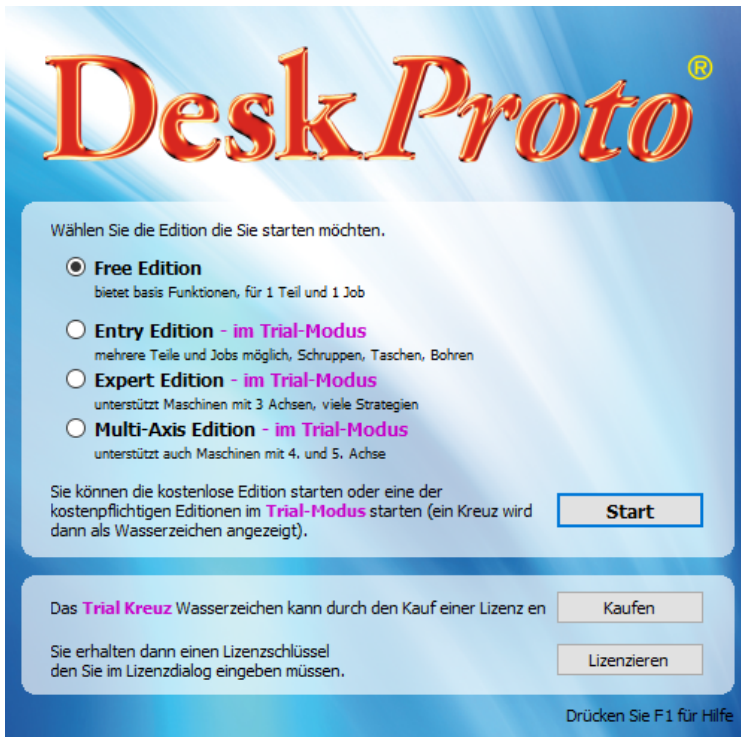 DeskProto®
Wählen Sie die Edition die Sie starten möchten.
Free Edition
bietet basis Funktionen, für 1 Teil und 1 Job
Entry Edition - im Trial-Modus
mehrere Teile und Jobs möglich, Schruppen, Taschen, Bohren
Expert Edition - im Trial-Modus
unterstützt Maschinen mit 3 Achsen, viele Strategien
Multi-Axis Edition - im Trial-Modus
unterstützt auch Maschinen mit 4. und 5. Achse
Sie können die kostenlose Edition starten oder eine der
kostenpflichtigen Editionen im Trial-Modus starten (ein Kreuz wird
dann als Wasserzeichen angezeigt).
Start
Das Trial Kreuz Wasserzeichen kann durch den Kauf einer Lizenz en
Kaufen
Sie erhalten dann einen Lizenzschlüssel
den Sie im Lizenzdialog eingeben müssen.
Lizenzieren
Drücken Sie F1 für Hilfe